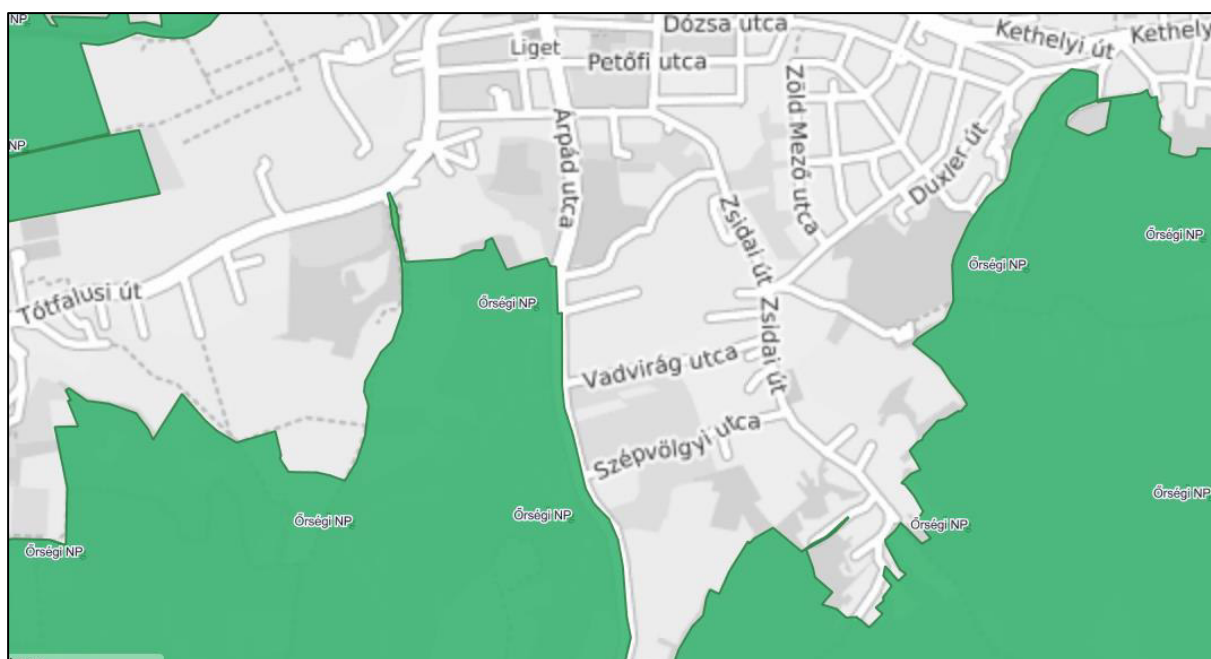 NP
Dózsa utca
Kethelyi út
Kethely
Liget
Petőfi utca
Zöld Mező utca
Árpád utca
NP
Duxler út
Zsidai út
Őrségi NP
Őrségi NP
Tótfalusi út
Őrségi NP
Zsidai út
Vadvirág utca
Szépvölgyi utca
Őrségi NP
Őrségi NP
Őrségi NP
Őrségi NP
Őrségi NP